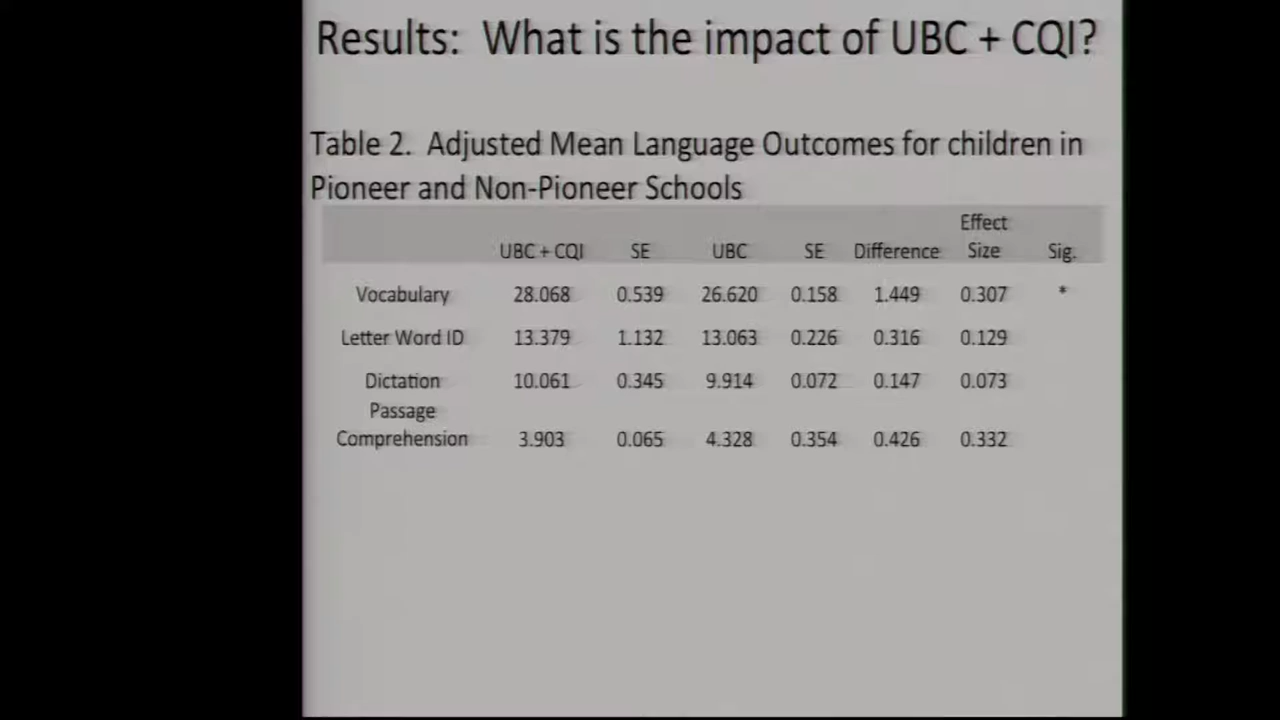 Results: What is the impact of UBC + CQI?
Table 2. Adjusted Mean Language Outcomes for children in
Pioneer and Non-Pioneer Schools
Effect
UBC + CQI SE UBC SE Difference Size Sig.
Vocabulary 28.068 0.539 26.620 0.158 1.449 0.307 *
Letter Word ID 13.379 1.132 13.063 0.226 0.316 0.129
Dictation 10.061 0.345 9.914 0.072 0.147 0.073
Passage
Comprehension 3.903 0.065 4.328 0.354 0.426 0.332